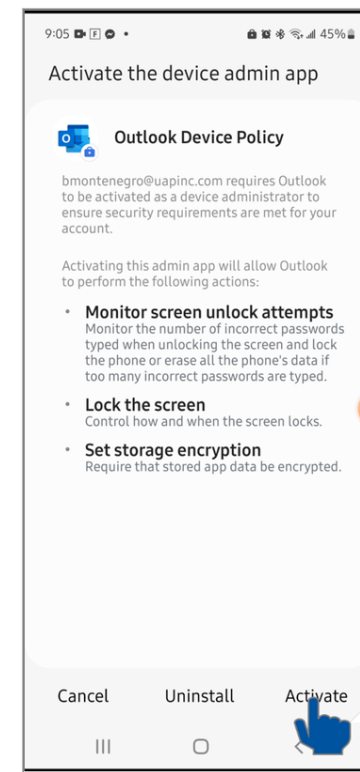 9:05
45%
Activate the device admin app
Outlook Device Policy
bmontenegro@uapinc.com requires Outlook
to be activated as a device administrator to
ensure security requirements are met for your
account.
Activating this admin app will allow Outlook
to perform the following actions:
• Monitor screen unlock attempts
Monitor the number of incorrect passwords
typed when unlocking the screen and lock
the phone or erase all the phone's data if
too many incorrect passwords are typed.
• Lock the screen
Control how and when the screen locks.
• Set storage encryption
Require that stored app data be encrypted.
Cancel Uninstall Activate